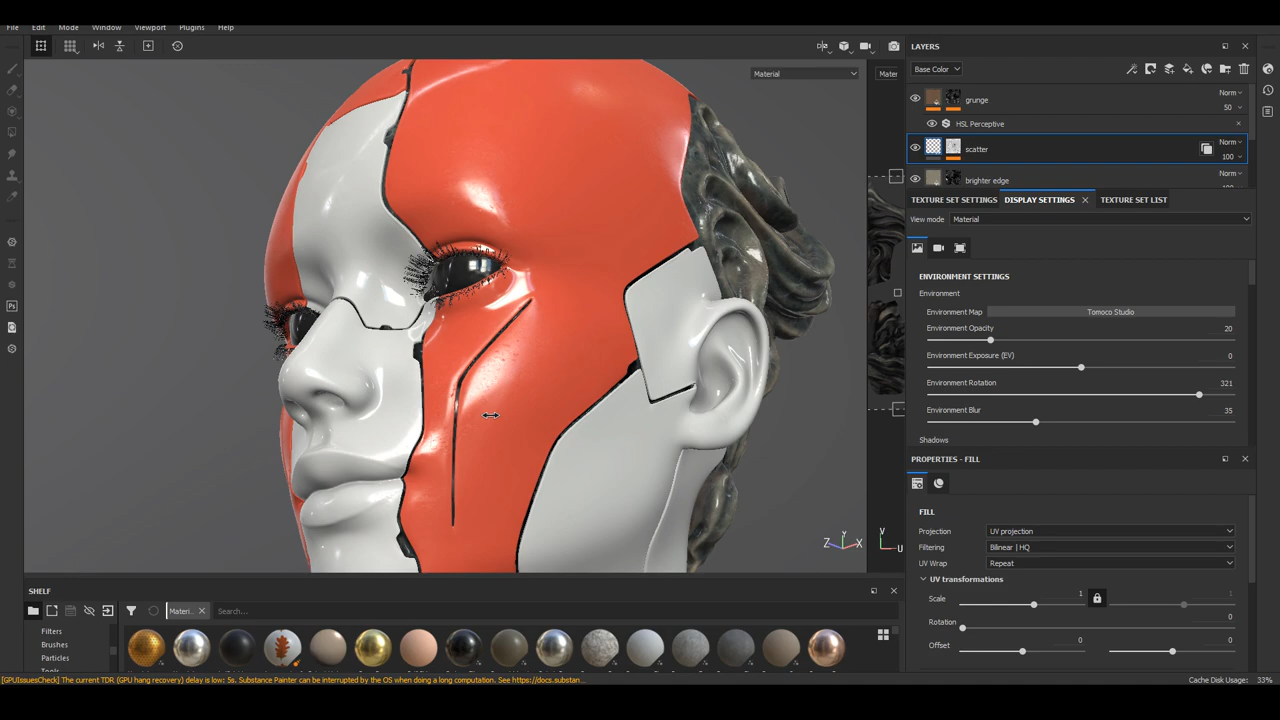 File Edit Mode Window Viewport Plugins Help
LAYERS
Material
Mater
Base Color
grunge
Norm
50
HSL Perceptive
scatter
Norm
100
brighter edge
Norm
TEXTURE SET SETTINGS DISPLAY SETTINGS TEXTURE SET LIST
View mode Material
Ps
ENVIRONMENT SETTINGS
Environment
Environment Map Tomoco Studio
Environment Opacity 20
Environment Exposure (EV) 0
Environment Rotation 321
Environment Blur 35
Shadows
PROPERTIES - FILL
FILL
Projection UV projection
Filtering Bilinear | HQ
UV Wrap Repeat
UV transformations
Scale 1 1
Rotation 0
Offset 0 0
Y
Z X
V
U
SHELF
Materi... Search...
Filters
Brushes
Particles
[GPUIssuesCheck] The current TDR (GPU hang recovery) delay is low: 5s. Substance Painter can be interrupted by the OS when doing a long computation. See https://docs.substan...
Cache Disk Usage: 33%